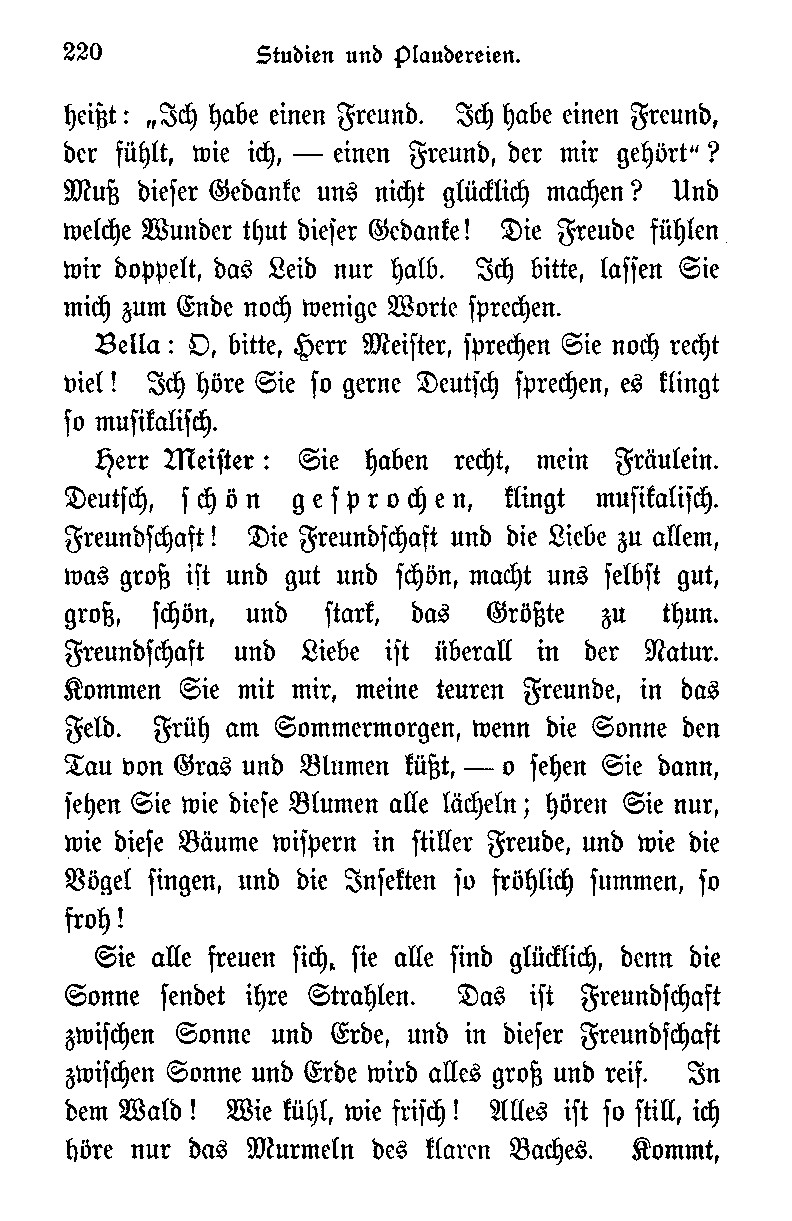 220 Studien und Plaudereien.
heißt: „Ich habe einen Freund. Ich habe einen Freund,
der fühlt, wie ich, — einen Freund, der mir gehört“?
Muß dieser Gedanke uns nicht glücklich machen? Und
welche Wunder thut dieser Gedanke! Die Freude fühlen
wir doppelt, das Leid nur halb. Ich bitte, lassen Sie
mich zum Ende noch wenige Worte sprechen.
Bella: O, bitte, Herr Meister, sprechen Sie noch recht
viel! Ich höre Sie so gerne Deutsch sprechen, es klingt
so musikalisch.
Herr Meister: Sie haben recht, mein Fräulein.
Deutsch, schön gesprochen, klingt musikalisch.
Freundschaft! Die Freundschaft und die Liebe zu allem,
was groß ist und gut und schön, macht uns selbst gut,
groß, schön, und stark, das Größte zu thun.
Freundschaft und Liebe ist überall in der Natur.
Kommen Sie mit mir, meine teuren Freunde, in das
Feld. Früh am Sommermorgen, wenn die Sonne den
Tau von Gras und Blumen küßt, — o sehen Sie dann,
sehen Sie wie diese Blumen alle lächeln; hören Sie nur,
wie diese Bäume wispern in stiller Freude, und wie die
Vögel singen, und die Insekten so fröhlich summen, so
froh!
Sie alle freuen sich, sie alle sind glücklich, denn die
Sonne sendet ihre Strahlen. Das ist Freundschaft
zwischen Sonne und Erde, und in dieser Freundschaft
zwischen Sonne und Erde wird alles groß und reif. In
dem Wald! Wie kühl, wie frisch! Alles ist so still, ich
höre nur das Murmeln des klaren Baches. Kommt,